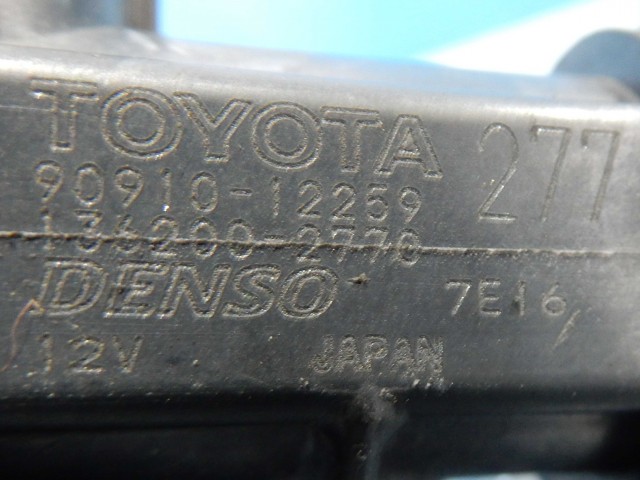 TOYOTA 277
90910-12259
136200-2770
DENSO 7E16
12V JAPAN